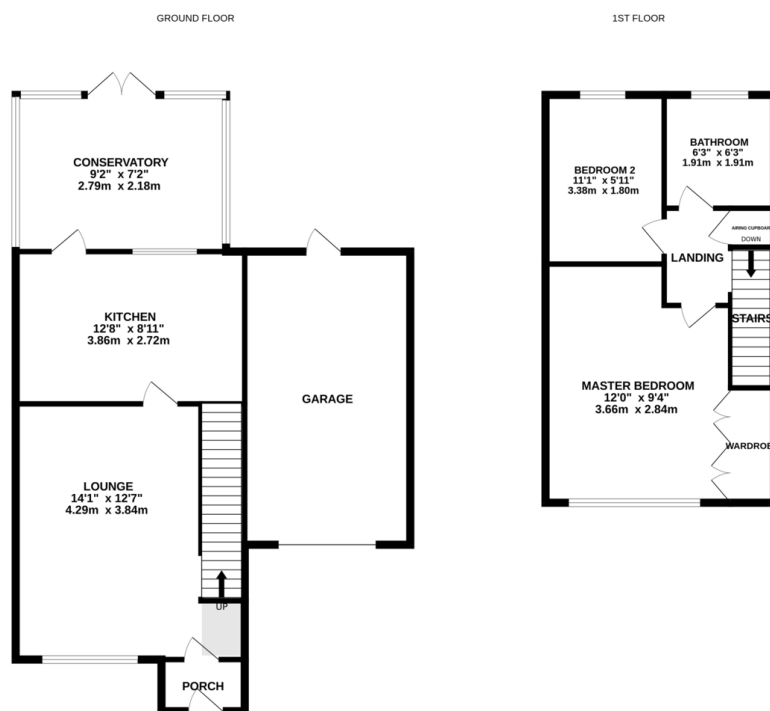 GROUND FLOOR
1ST FLOOR
CONSERVATORY
9'2" x 7'2"
2.79m x 2.18m
KITCHEN
12'8" x 8'11"
3.86m x 2.72m
GARAGE
LOUNGE
14'1" x 12'7"
4.29m x 3.84m
UP
PORCH
BEDROOM 2
11'1" x 5'11"
3.38m x 1.80m
BATHROOM
6'3" x 6'3"
1.91m x 1.91m
AIRING CUPBOARD
DOWN
LANDING
STAIRS
MASTER BEDROOM
12'0" x 9'4"
3.66m x 2.84m
WARDROBE